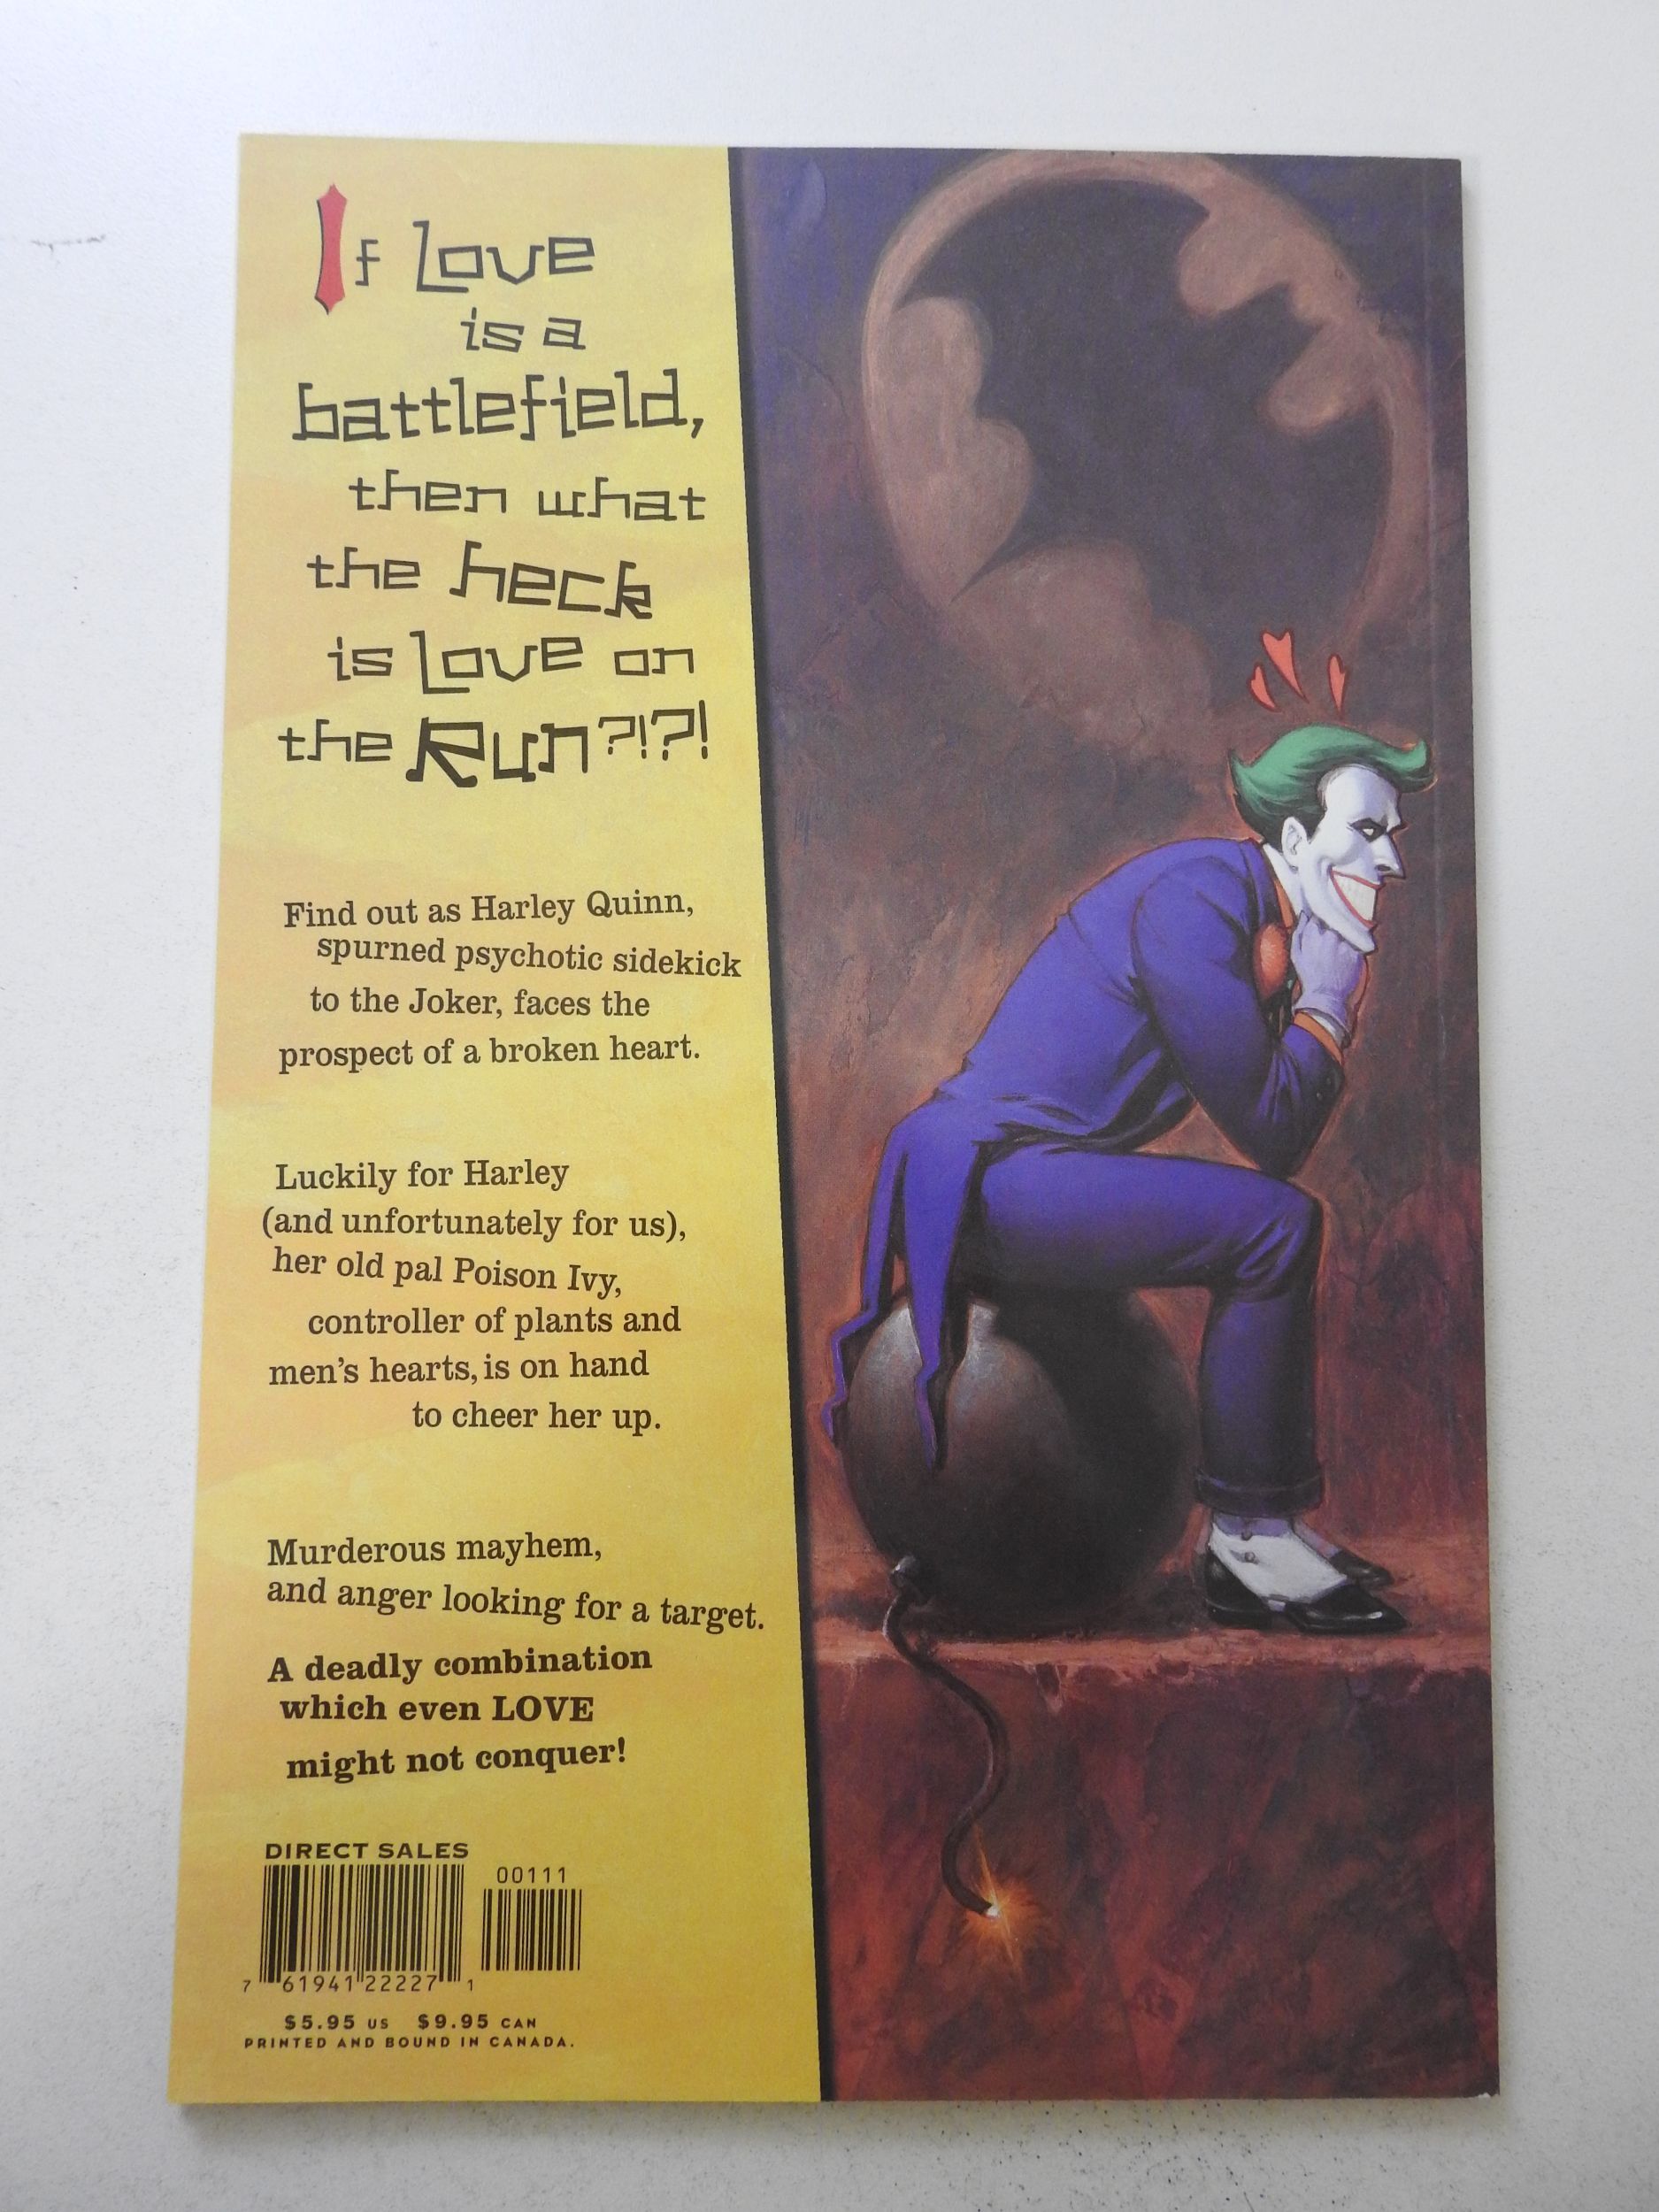 If Love
is a
battlefield,
then what
the heck
is Love on
the Run?!?!
Find out as Harley Quinn,
spurned psychotic sidekick
to the Joker, faces the
prospect of a broken heart.
Luckily for Harley
(and unfortunately for us),
her old pal Poison Ivy,
controller of plants and
men's hearts, is on hand
to cheer her up.
Murderous mayhem,
and anger looking for a target.
A deadly combination
which even LOVE
might not conquer!
DIRECT SALES
00111
7 61941 22227 1
$5.95 US $9.95 CAN
PRINTED AND BOUND IN CANADA.